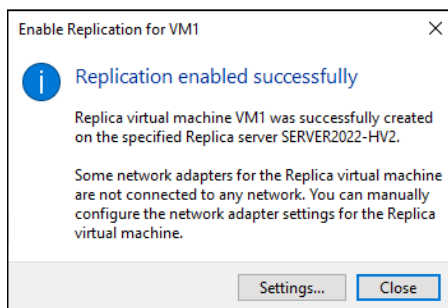 Enable Replication for VM1
Replication enabled successfully
Replica virtual machine VM1 was successfully created
on the specified Replica server SERVER2022-HV2.
Some network adapters for the Replica virtual machine
are not connected to any network. You can manually
configure the network adapter settings for the Replica
virtual machine.
Settings...
Close